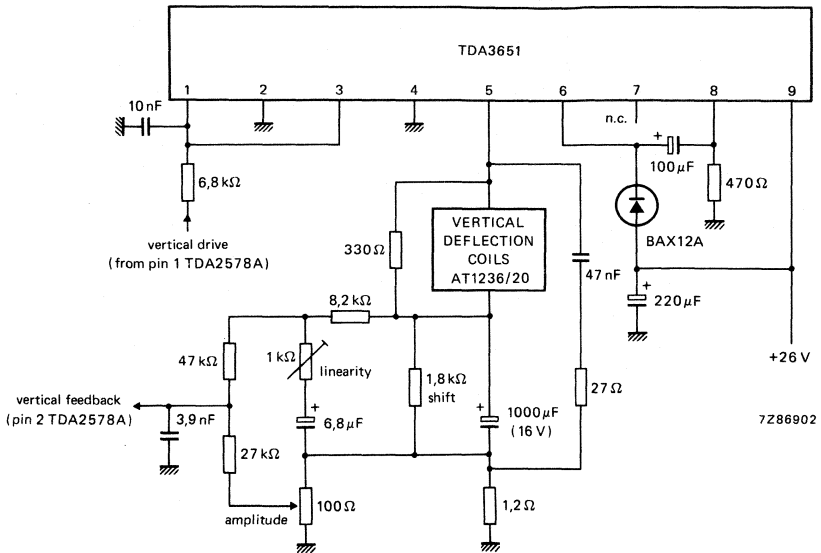 TDA3651
1 2 3 4 5 6 7 8 9
10 nF
n.c.
+
100 μF
6,8 kΩ
470 Ω
vertical drive
(from pin 1 TDA2578A)
330 Ω
VERTICAL
DEFLECTION
COILS
AT1236/20
BAX12A
47 nF
+
220 μF
8,2 kΩ
47 kΩ
1 kΩ
linearity
1,8 kΩ
shift
27 Ω
+26 V
vertical feedback
(pin 2 TDA2578A)
3,9 nF
+
6,8 μF
+
1000 μF
(16 V)
7Z86902
27 kΩ
amplitude
100 Ω
1,2 Ω